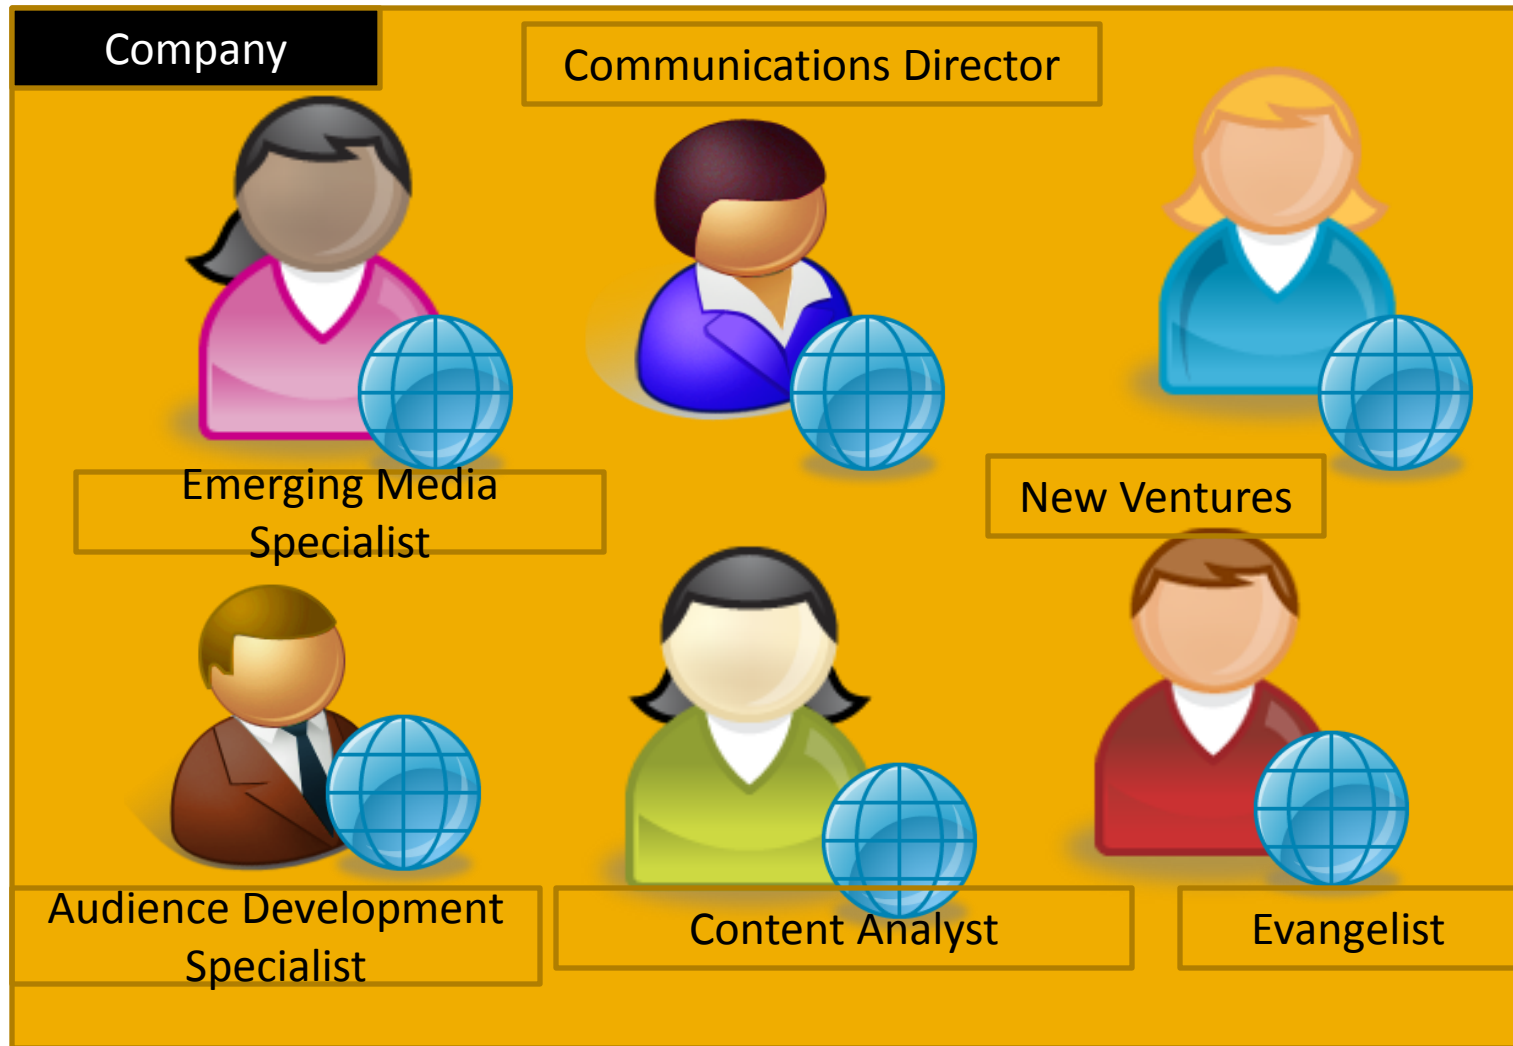 Company
Communications Director
Emerging Media
Specialist
New Ventures
Audience Development
Specialist
Content Analyst
Evangelist